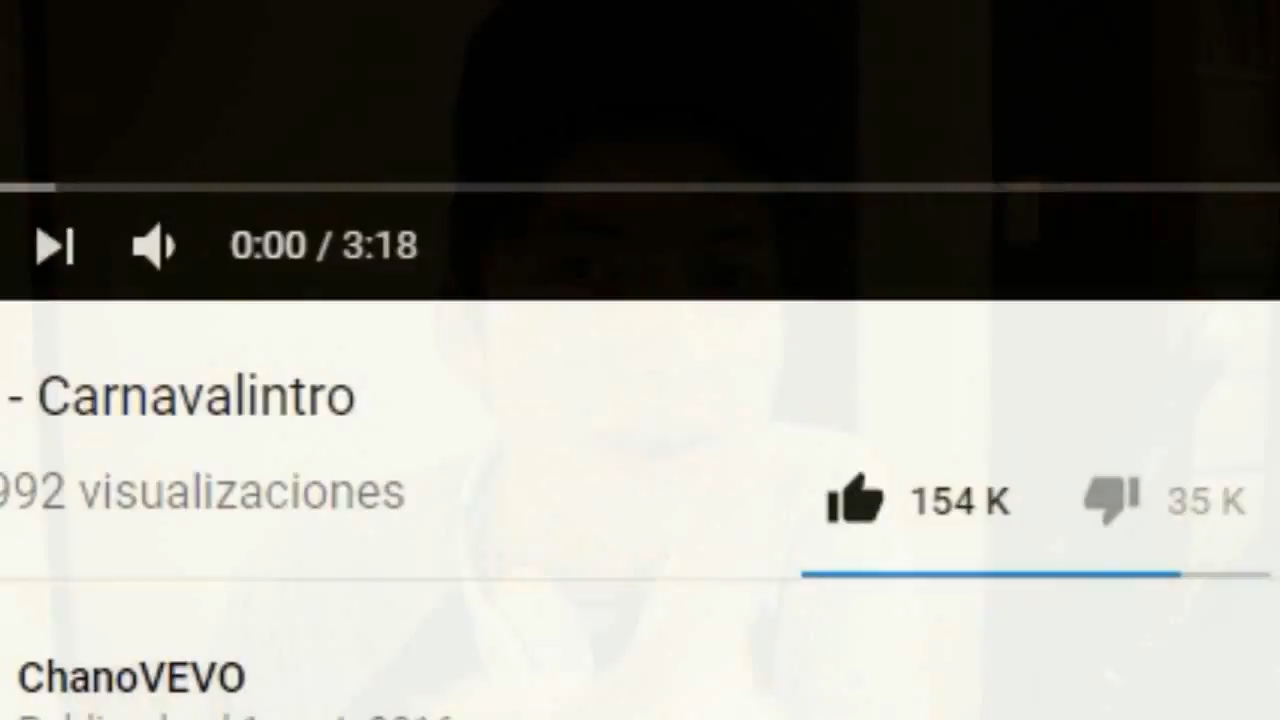 0:00 / 3:18
- Carnavalintro
992 visualizaciones
154 K
35 K
ChanoVEVO